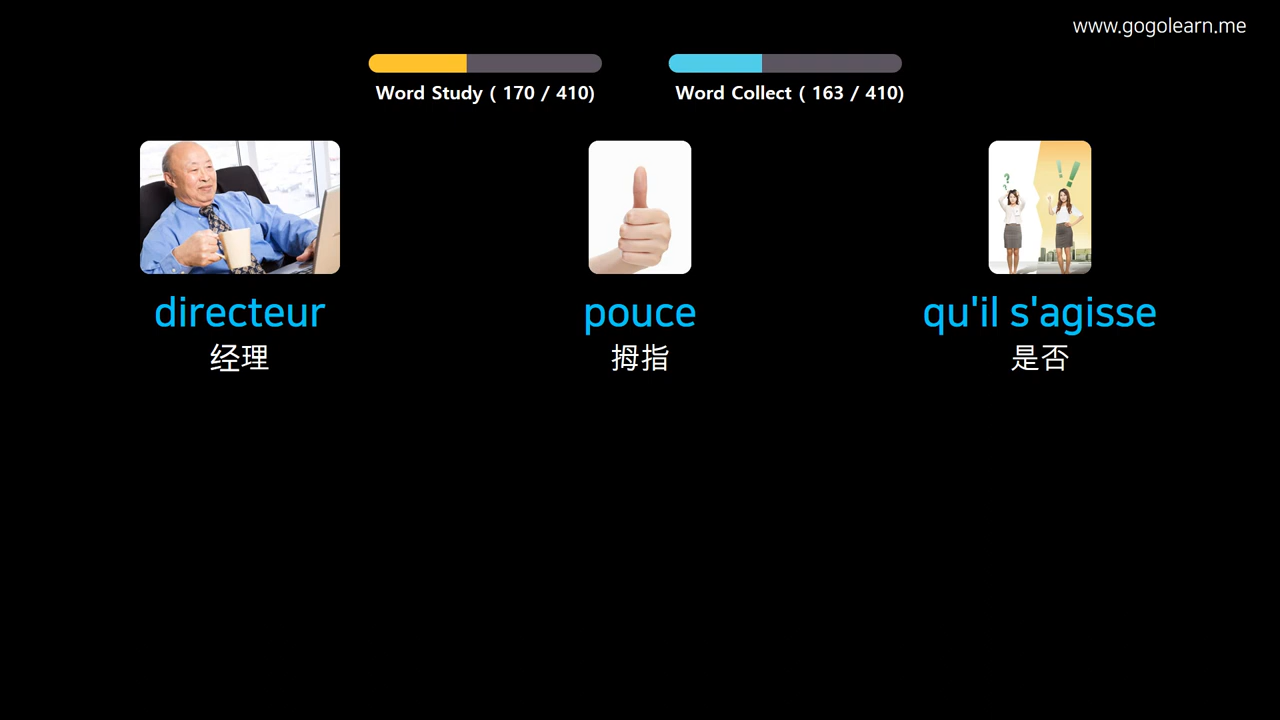 www.gogolearn.me
Word Study ( 170 / 410)
Word Collect ( 163 / 410)
directeur
经理
pouce
拇指
qu'il s'agisse
是否